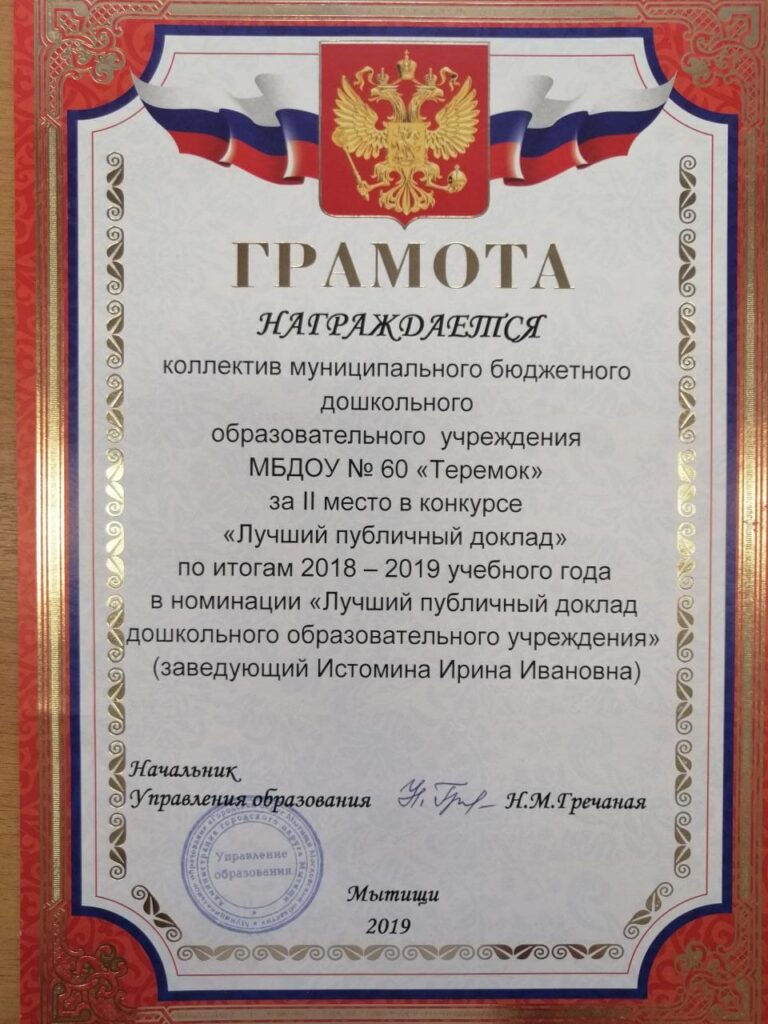 ГРАМОТА
НАГРАЖДАЕТСЯ
коллектив муниципального бюджетного
дошкольного
образовательного учреждения
МБДОУ № 60 «Теремок»
за II место в конкурсе
«Лучший публичный доклад»
по итогам 2018 – 2019 учебного года
в номинации «Лучший публичный доклад
дошкольного образовательного учреждения»
(заведующий Истомина Ирина Ивановна)
Начальник
Управления образования Н.М.Гречаная
Управление
образования
Мытищи
2019